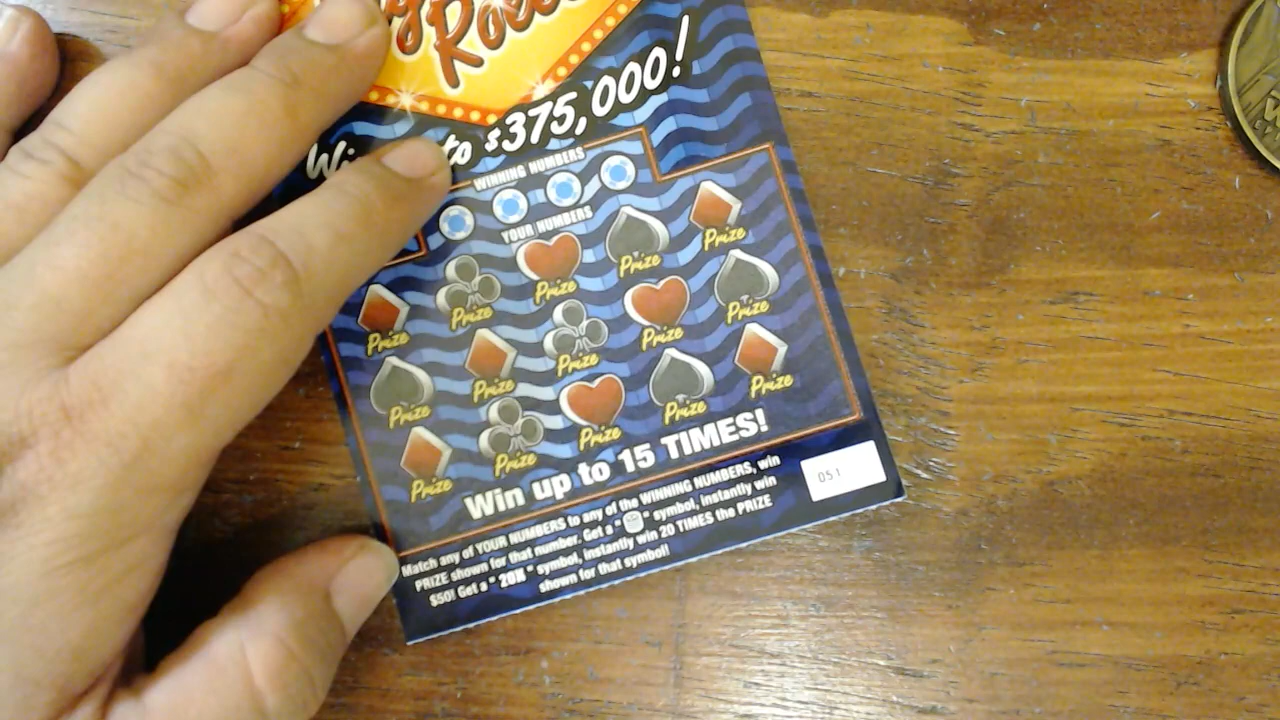 Ro
to $375,000!
WINNING NUMBERS
YOUR NUMBERS
Prize Prize Prize Prize Prize
Prize Prize Prize Prize Prize
Prize Prize Prize Prize Prize
Win up to 15 TIMES!
051
Match any of YOUR NUMBERS to any of the WINNING NUMBERS, win
PRIZE shown for that number. Get a " " symbol, instantly win
$50! Get a "20X" symbol, instantly win 20 TIMES the PRIZE
shown for that symbol!